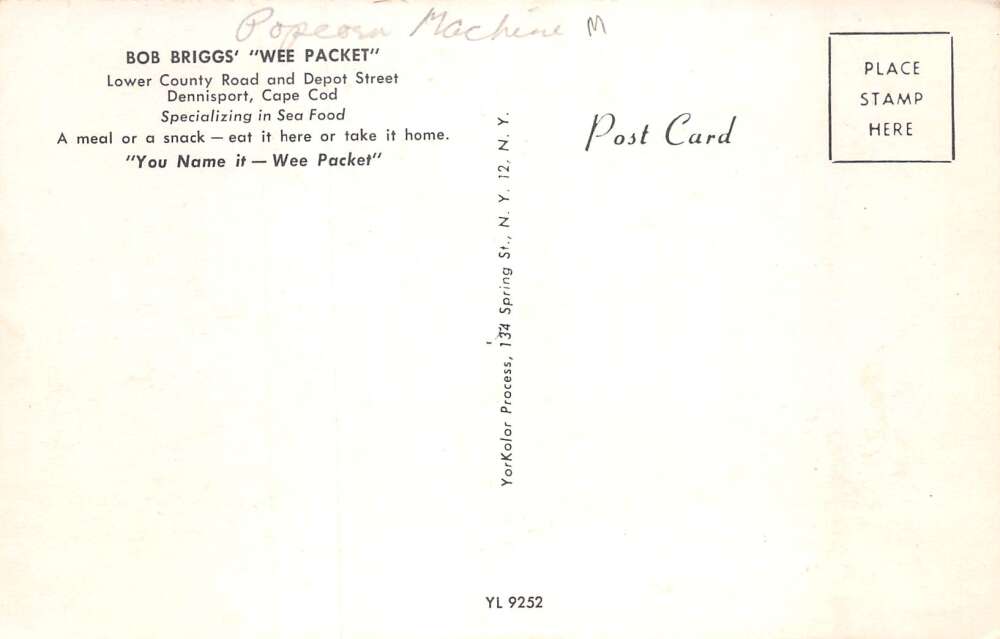 Popcorn Machine M
BOB BRIGGS' "WEE PACKET"
Lower County Road and Depot Street
Dennisport, Cape Cod
Specializing in Sea Food
A meal or a snack — eat it here or take it home.
"You Name it — Wee Packet"
YorKolor Process, 134 Spring St., N. Y. 12, N. Y.
Post Card
PLACE
STAMP
HERE
YL 9252